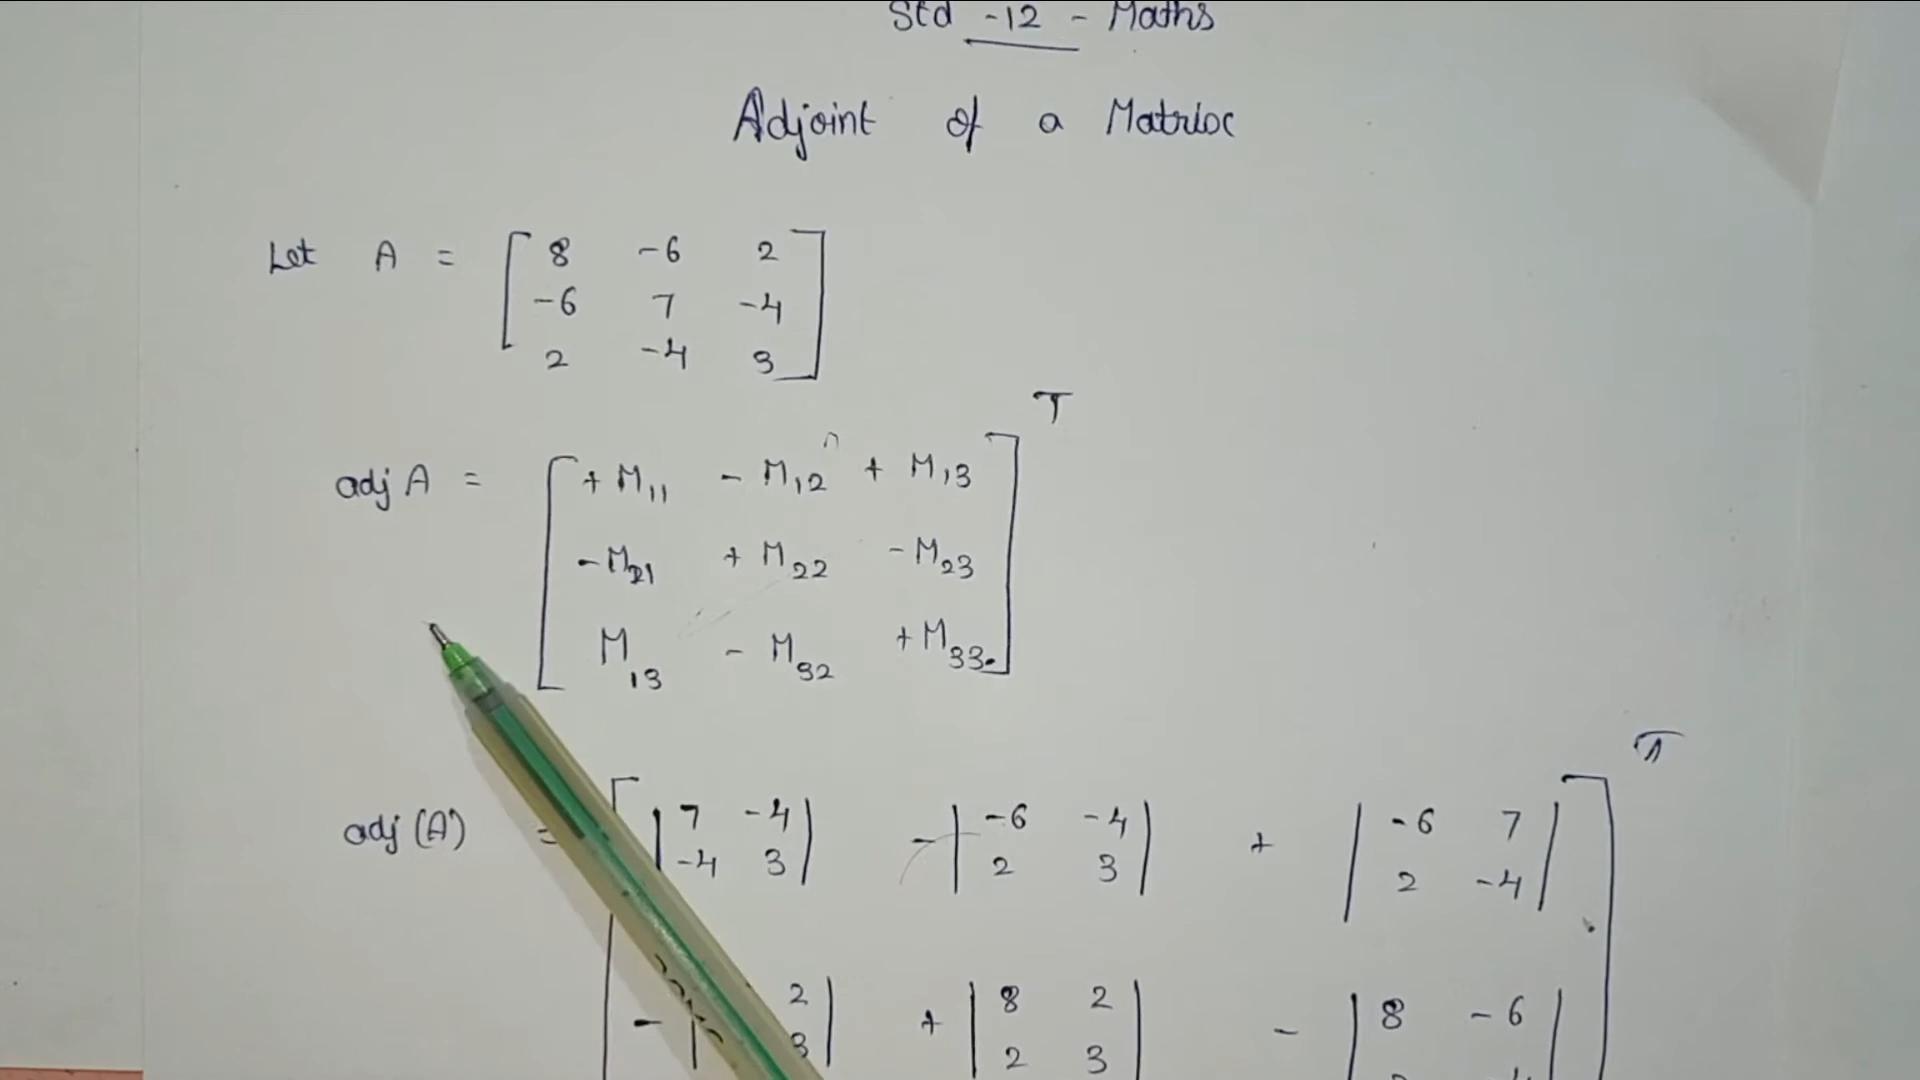 Std - 12 - Maths
Adjoint of a Matrix
Let A = [ 8 -6 2
-6 7 -4
2 -4 3 ]
adj A = [ + M11 - M12 + M13
- M21 + M22 - M23
M13 - M32 + M33 ] T
adj (A) = [ | 7 -4 | - | -6 -4 | + | -6 7 | ] T
| -4 3 | | 2 3 | | 2 -4 |
- | 2 | + | 8 2 | - | 8 -6 |
3 | | 2 3 |